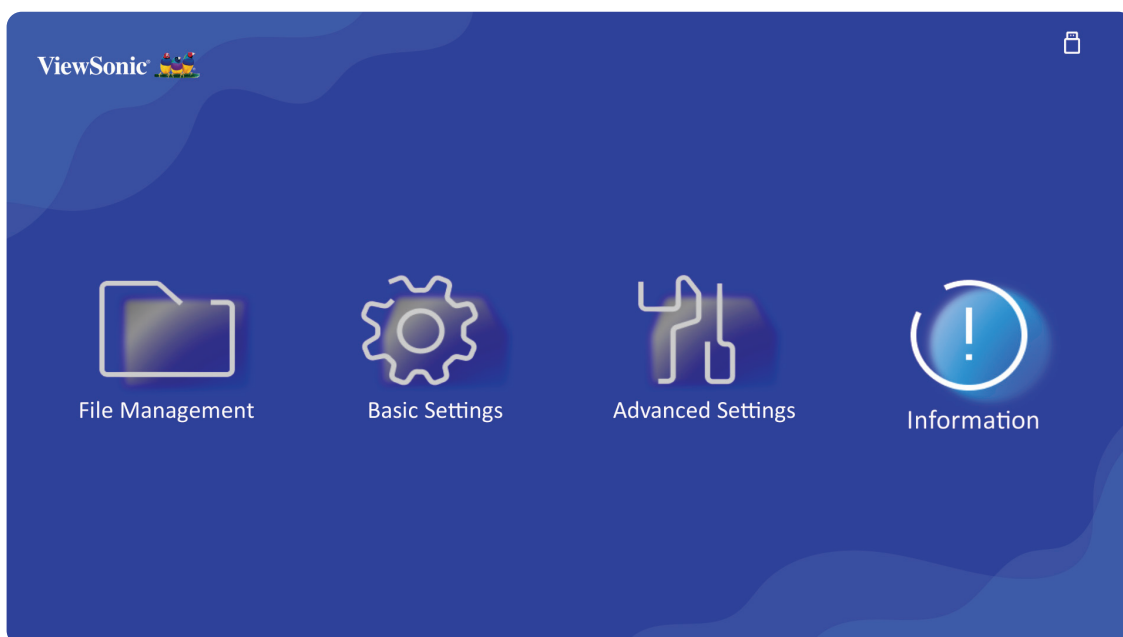 ViewSonic®
File Management
Basic Settings
Advanced Settings
Information